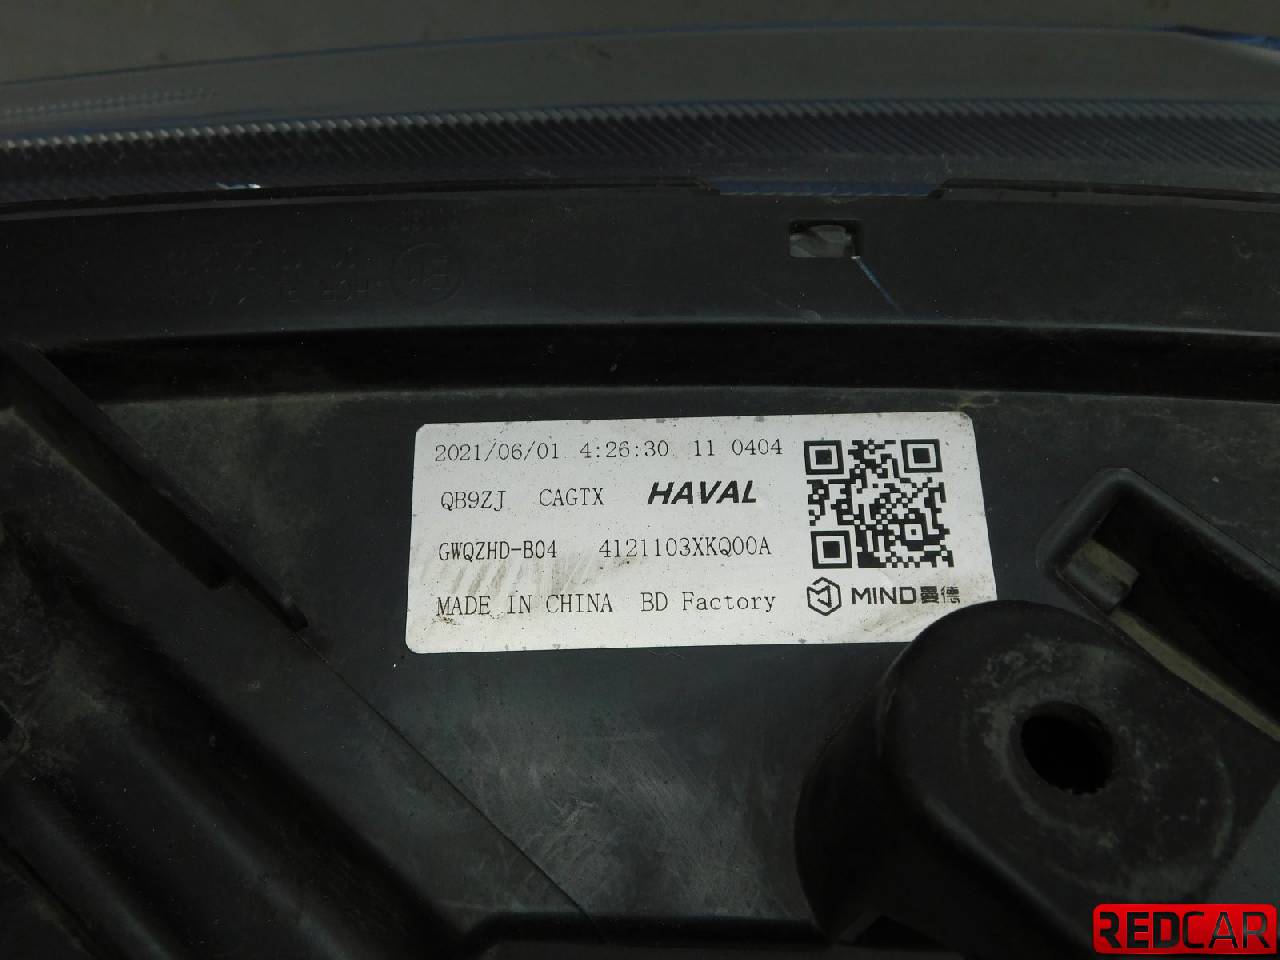 2021/06/01 4:26:30 11 0404
QB9ZJ CAGTX HAVAL
GWQZHD-B04 4121103XKQ00A
MADE IN CHINA BD Factory
MIND曼德
REDCAR